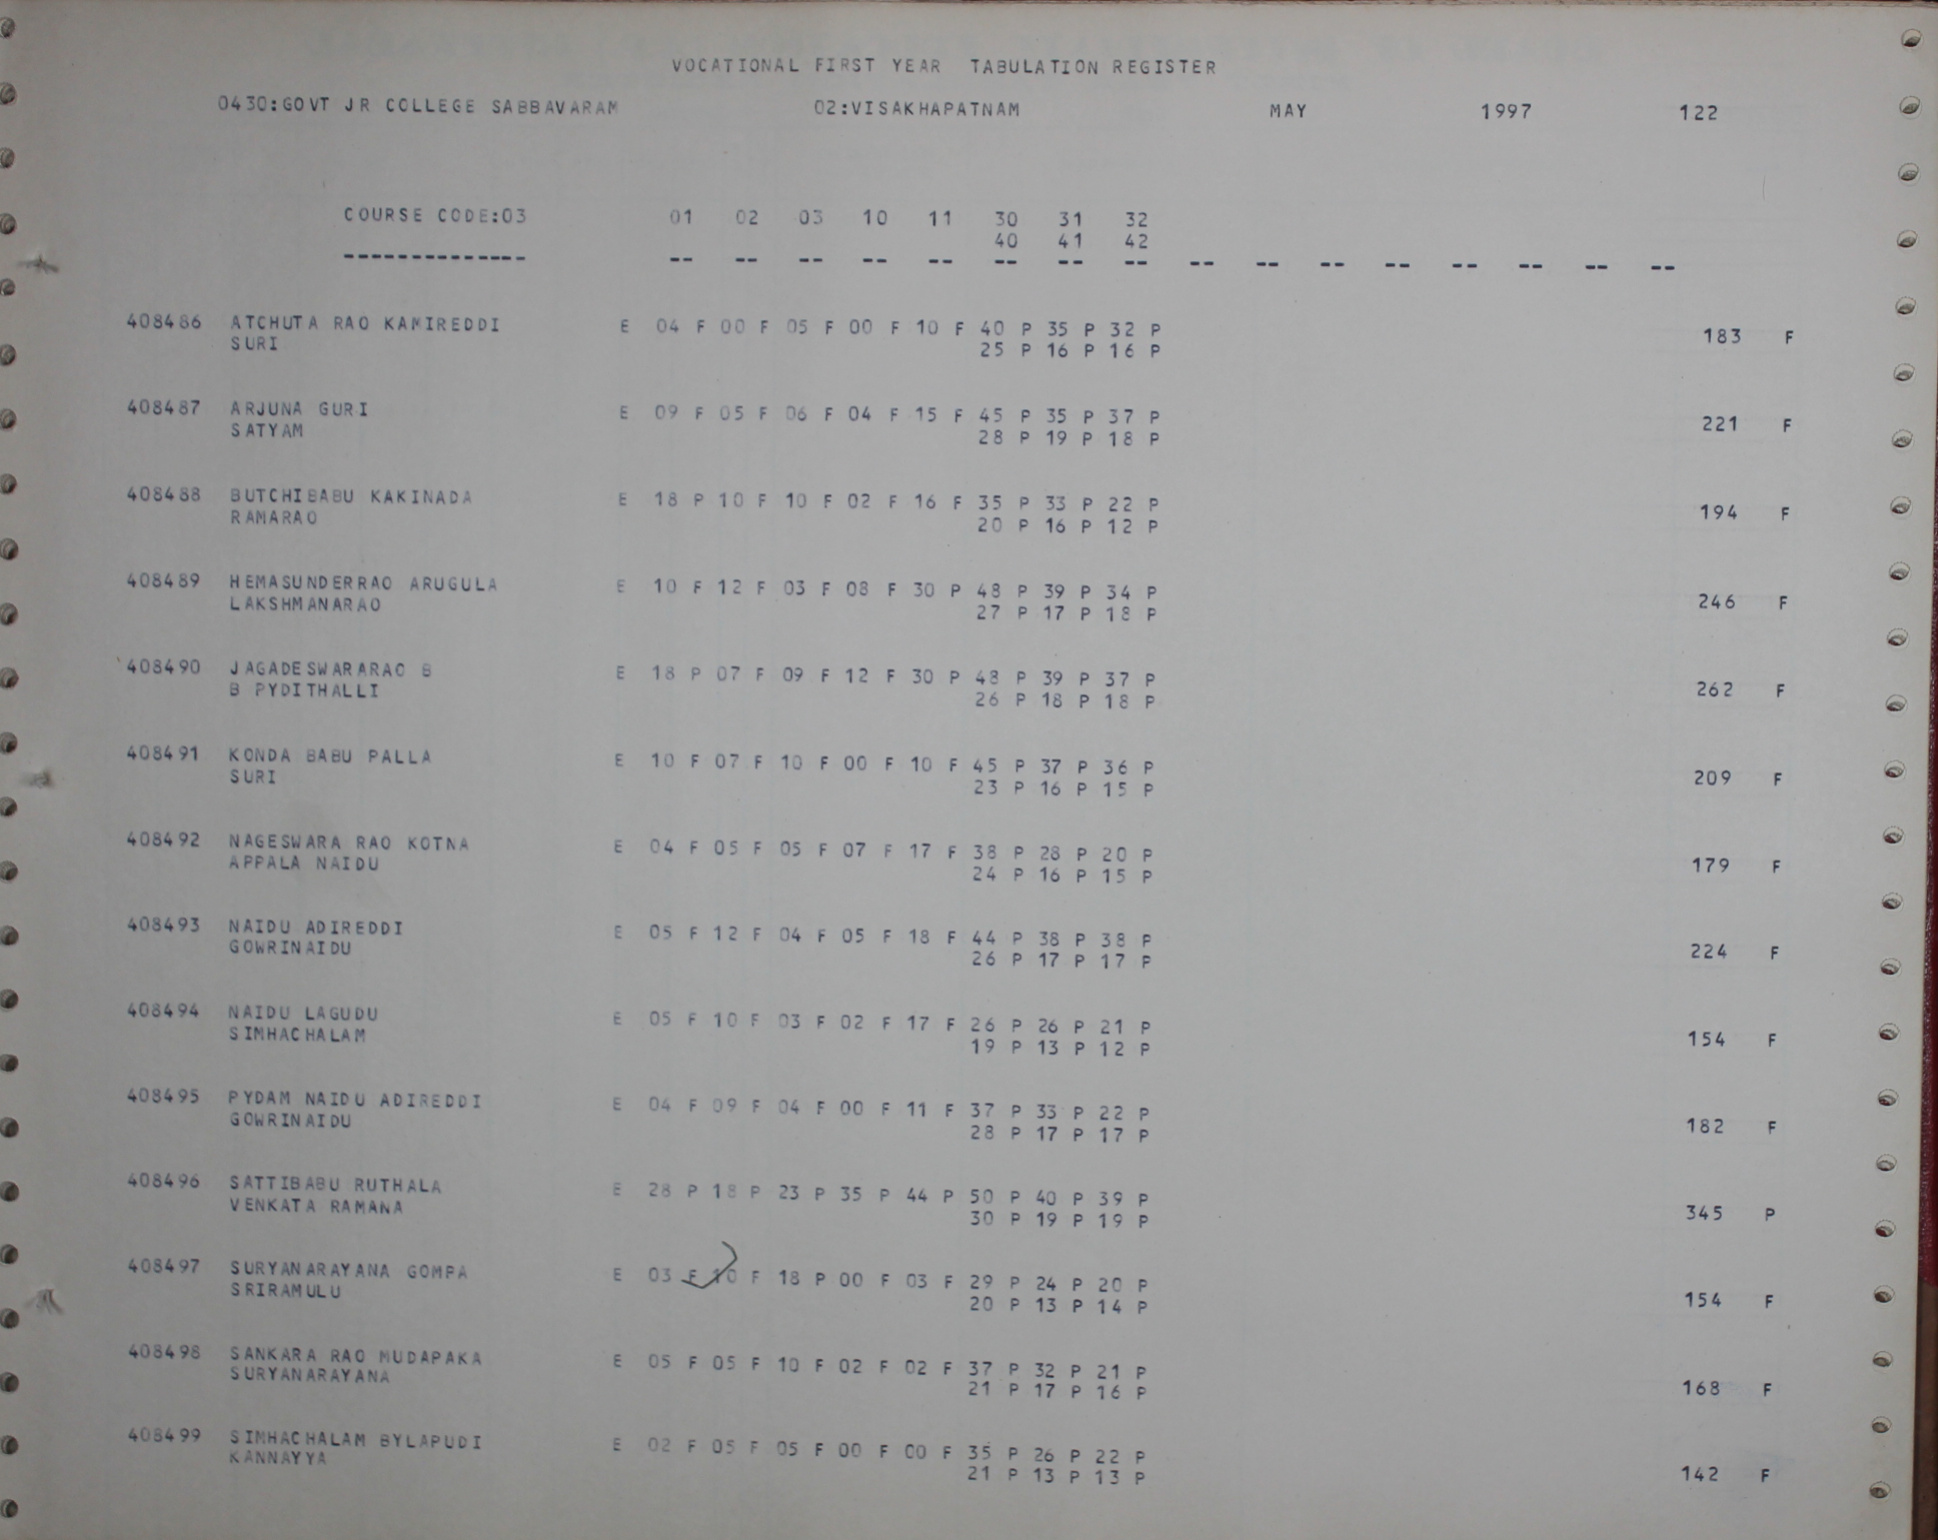 VOCATIONAL FIRST YEAR TABULATION REGISTER
0430:GOVT JR COLLEGE SABBAVARAM 02:VISAKHAPATNAM MAY 1997 122
COURSE CODE:03 01 02 03 10 11 30 31 32
40 41 42
-------------- -- -- -- -- -- -- -- -- -- -- -- -- -- -- -- --
408486 ATCHUTA RAO KAMIREDDI E 04 F 00 F 05 F 00 F 10 F 40 P 35 P 32 P 183 F
SURI 25 P 16 P 16 P
408487 ARJUNA GURI E 09 F 05 F 06 F 04 F 15 F 45 P 35 P 37 P 221 F
SATYAM 28 P 19 P 18 P
408488 BUTCHIBABU KAKINADA E 18 P 10 F 10 F 02 F 16 F 35 P 33 P 22 P 194 F
RAMARAO 20 P 16 P 12 P
408489 HEMASUNDERRAO ARUGULA E 10 F 12 F 03 F 08 F 30 P 48 P 39 P 34 P 246 F
LAKSHMANARAO 27 P 17 P 18 P
408490 JAGADESWARARAO B E 18 P 07 F 09 F 12 F 30 P 48 P 39 P 37 P 262 F
B PYDITHALLI 26 P 18 P 18 P
408491 KONDA BABU PALLA E 10 F 07 F 10 F 00 F 10 F 45 P 37 P 36 P 209 F
SURI 23 P 16 P 15 P
408492 NAGESWARA RAO KOTNA E 04 F 05 F 05 F 07 F 17 F 38 P 28 P 20 P 179 F
APPALA NAIDU 24 P 16 P 15 P
408493 NAIDU ADIREDDI E 05 F 12 F 04 F 05 F 18 F 44 P 38 P 38 P 224 F
GOWRINAIDU 26 P 17 P 17 P
408494 NAIDU LAGUDU E 05 F 10 F 03 F 02 F 17 F 26 P 26 P 21 P 154 F
SIMHACHALAM 19 P 13 P 12 P
408495 PYDAM NAIDU ADIREDDI E 04 F 09 F 04 F 00 F 11 F 37 P 33 P 22 P 182 F
GOWRINAIDU 28 P 17 P 17 P
408496 SATTIBABU RUTHALA E 28 P 18 P 23 P 35 P 44 P 50 P 40 P 39 P 345 P
VENKATA RAMANA 30 P 19 P 19 P
408497 SURYANARAYANA GOMPA E 03 F 10 F 18 P 00 F 03 F 29 P 24 P 20 P 154 F
SRIRAMULU 20 P 13 P 14 P
408498 SANKARA RAO MUDAPAKA E 05 F 05 F 10 F 02 F 02 F 37 P 32 P 21 P 168 F
SURYANARAYANA 21 P 17 P 16 P
408499 SIMHACHALAM BYLAPUDI E 02 F 05 F 05 F 00 F 00 F 35 P 26 P 22 P 142 F
KANNAYYA 21 P 13 P 13 P